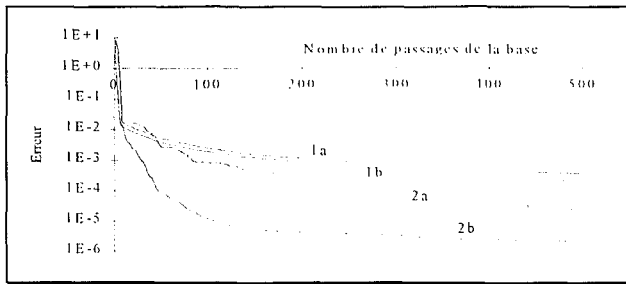 1E+1
Nombre de passages de la base
1E+0
0 100 200 300 400 500
1E-1
1E-2
1E-3
1E-4
1E-5
1E-6
Erreur
1a
1b
2a
2b